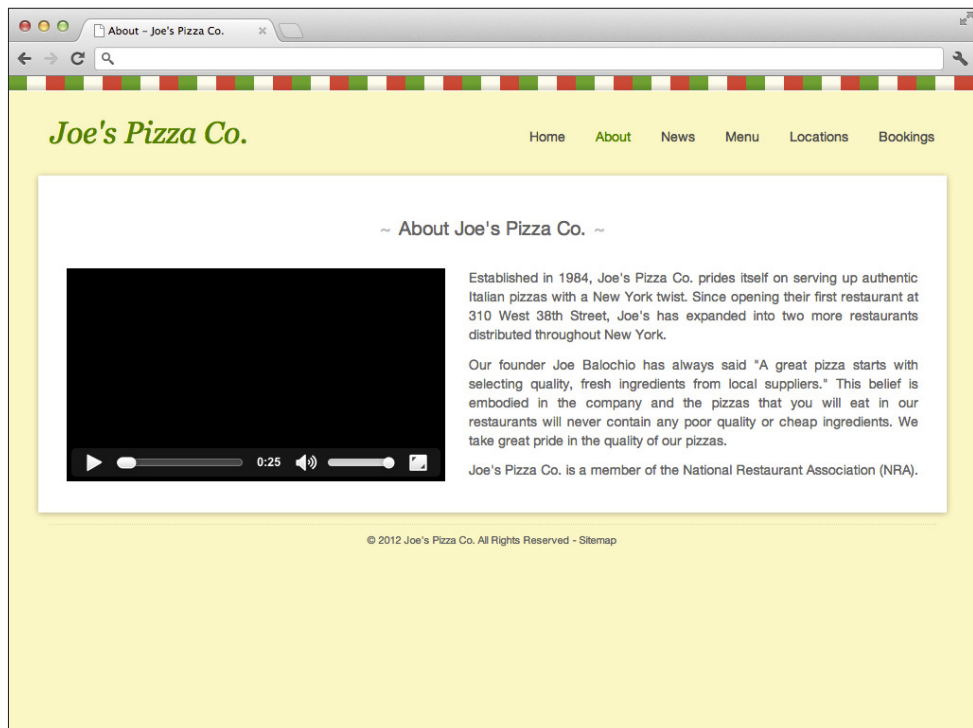 About - Joe's Pizza Co.
Joe's Pizza Co.
Home About News Menu Locations Bookings
~ About Joe's Pizza Co. ~
Established in 1984, Joe's Pizza Co. prides itself on serving up authentic
Italian pizzas with a New York twist. Since opening their first restaurant at
310 West 38th Street, Joe's has expanded into two more restaurants
distributed throughout New York.
Our founder Joe Balochio has always said "A great pizza starts with
selecting quality, fresh ingredients from local suppliers." This belief is
embodied in the company and the pizzas that you will eat in our
restaurants will never contain any poor quality or cheap ingredients. We
take great pride in the quality of our pizzas.
Joe's Pizza Co. is a member of the National Restaurant Association (NRA).
0:25
© 2012 Joe's Pizza Co. All Rights Reserved - Sitemap